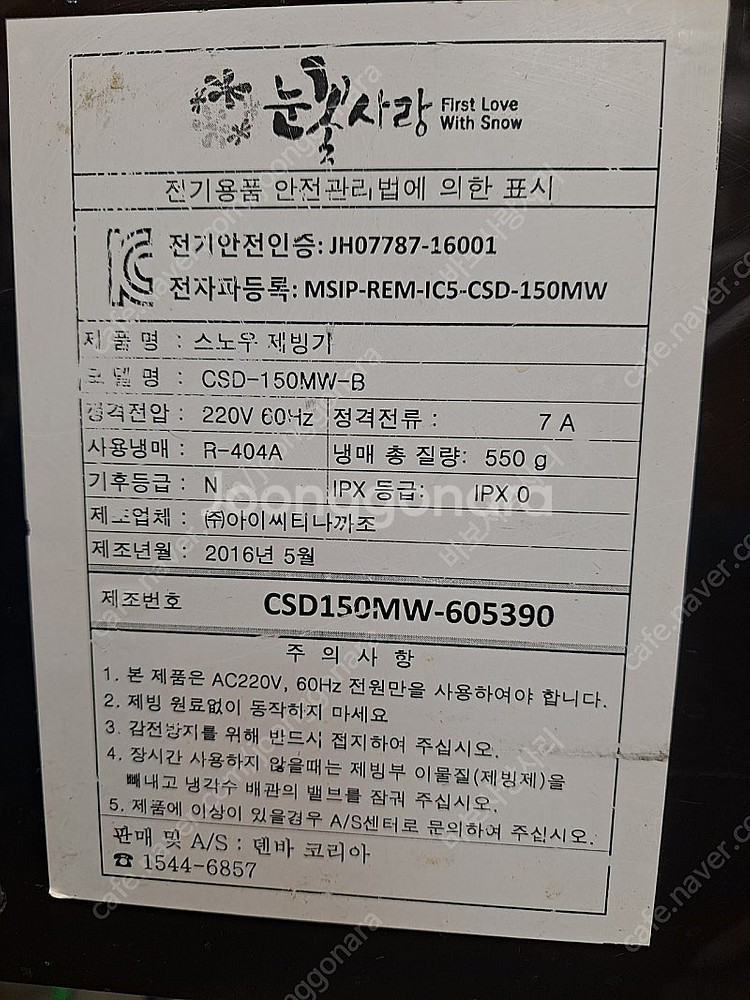 눈꽃사랑 First Love
With Snow
전기용품 안전관리법에 의한 표시
전기안전인증: JH07787-16001
전자파등록: MSIP-REM-IC5-CSD-150MW
제 품 명 : 스노우 제빙기
모 델 명 : CSD-150MW-B
정격전압 : 220V 60Hz 정격전류 : 7 A
사용냉매 : R-404A 냉매 총 질량: 550 g
기후등급 : N IPX 등급: IPX 0
제조업체 : ㈜아이씨티나까조
제조년월 : 2016년 5월
제조번호 CSD150MW-605390
주 의 사 항
1. 본 제품은 AC220V, 60Hz 전원만을 사용하여야 합니다.
2. 제빙 원료없이 동작하지 마세요
3. 감전방지를 위해 반드시 접지하여 주십시오.
4. 장시간 사용하지 않을때는 제빙부 이물질(제빙제)을
빼내고 냉각수 배관의 밸브를 잠궈 주십시오.
5. 제품에 이상이 있을경우 A/S센터로 문의하여 주십시오.
판매 및 A/S : 덴바 코리아
☎ 1544-6857
Joonggonara
cafe.naver.com/joonggonara